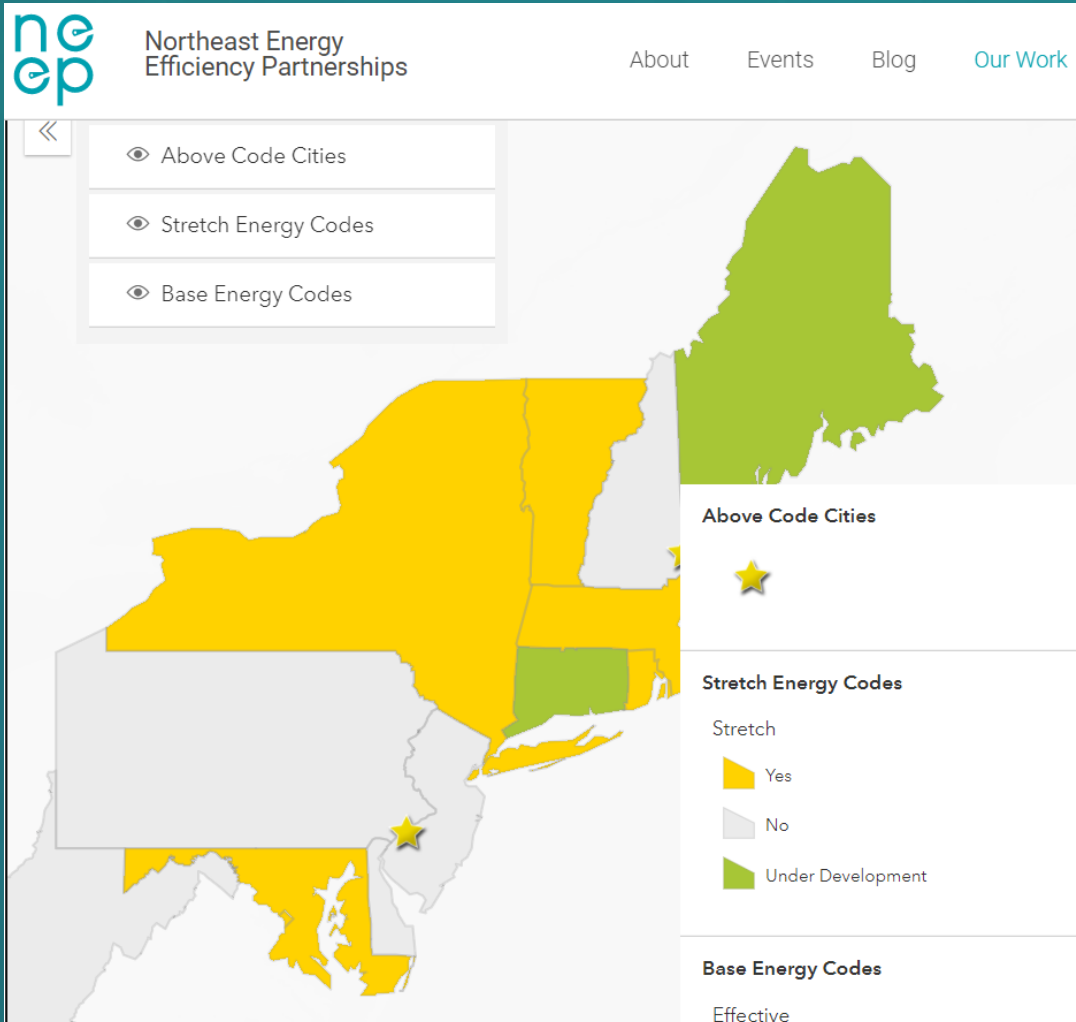 ne
ep
Northeast Energy
Efficiency Partnerships
About Events Blog Our Work
Above Code Cities
Stretch Energy Codes
Base Energy Codes
Above Code Cities
Stretch Energy Codes
Stretch
Yes
No
Under Development
Base Energy Codes
Effective